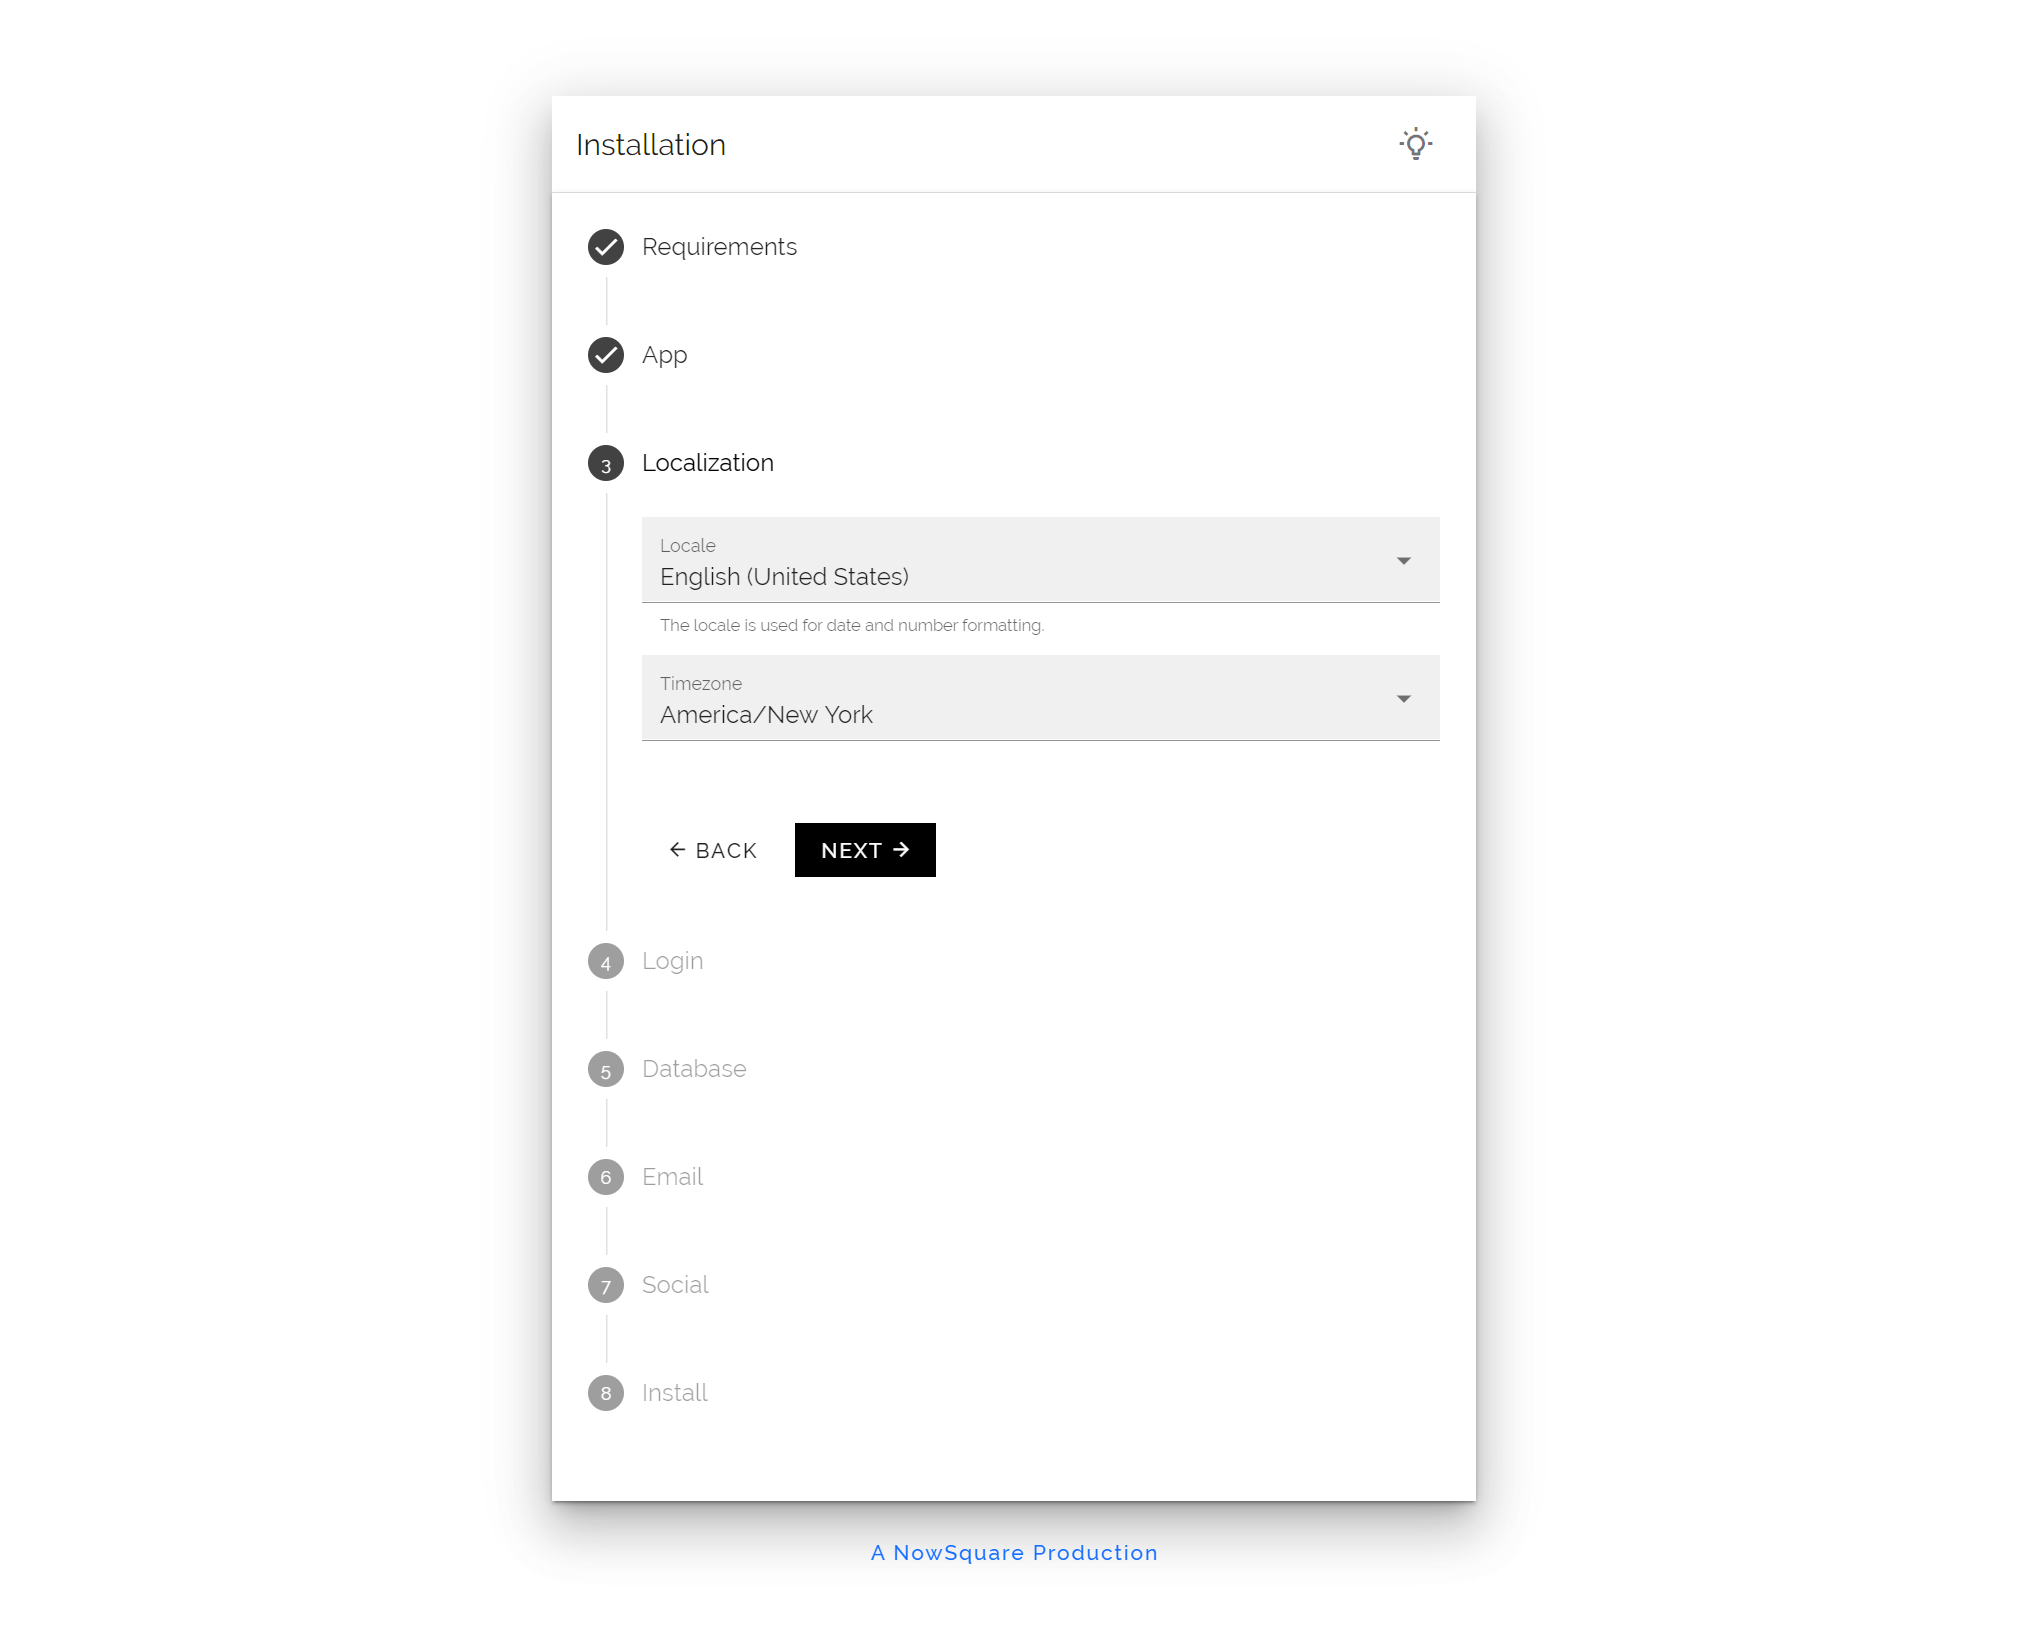 Installation
Requirements
App
3 Localization
Locale
English (United States)
The locale is used for date and number formatting.
Timezone
America/New York
BACK NEXT
4 Login
5 Database
6 Email
7 Social
8 Install
A NowSquare Production